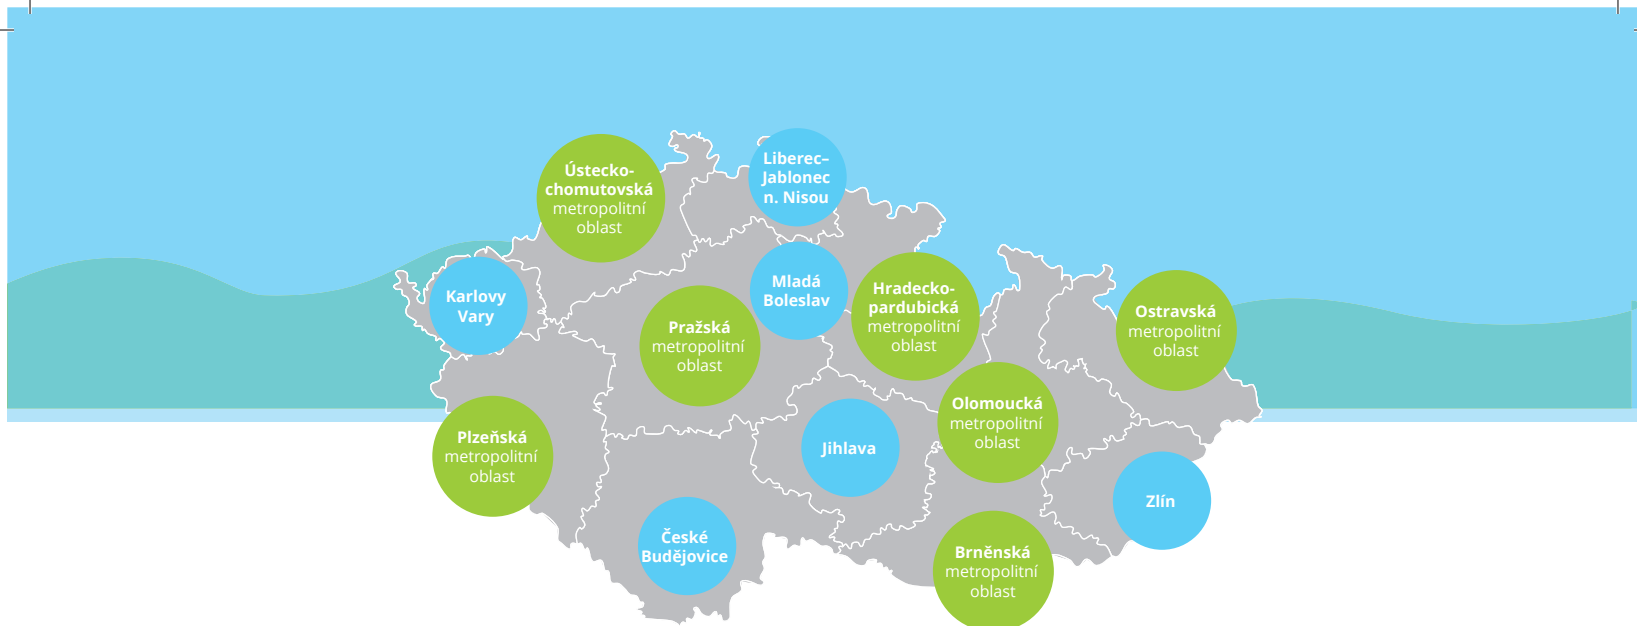 Ústecko-
chomutovská
metropolitní
oblast
Liberec–
Jablonec
n. Nisou
Karlovy
Vary
Mladá
Boleslav
Hradecko-
pardubická
metropolitní
oblast
Pražská
metropolitní
oblast
Ostravská
metropolitní
oblast
Olomoucká
metropolitní
oblast
Plzeňská
metropolitní
oblast
Jihlava
Zlín
České
Budějovice
Brněnská
metropolitní
oblast